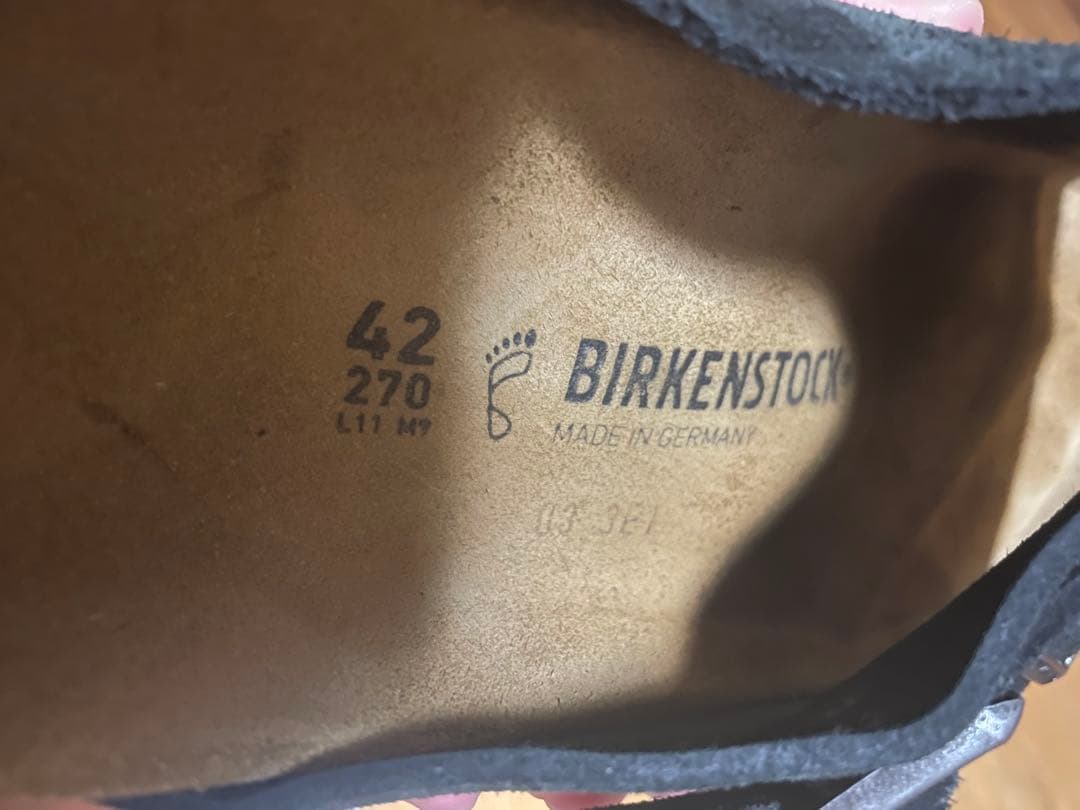 42
270
L11 M9
BIRKENSTOCK®
MADE IN GERMANY